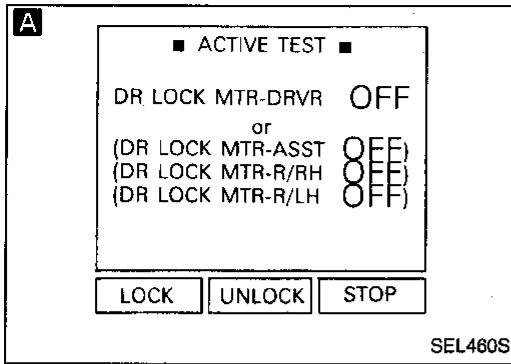 A
■ ACTIVE TEST ■
DR LOCK MTR-DRVR OFF
or
(DR LOCK MTR-ASST OFF)
(DR LOCK MTR-R/RH OFF)
(DR LOCK MTR-R/LH OFF)
LOCK UNLOCK STOP
SEL460S